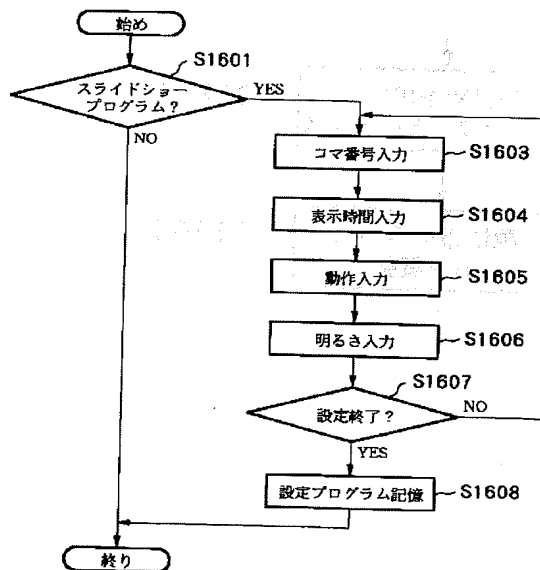 始め
S1601
スライドショー
プログラム?
YES
NO
コマ番号入力
S1603
表示時間入力
S1604
動作入力
S1605
明るさ入力
S1606
S1607
設定終了?
NO
YES
設定プログラム記憶
S1608
終り